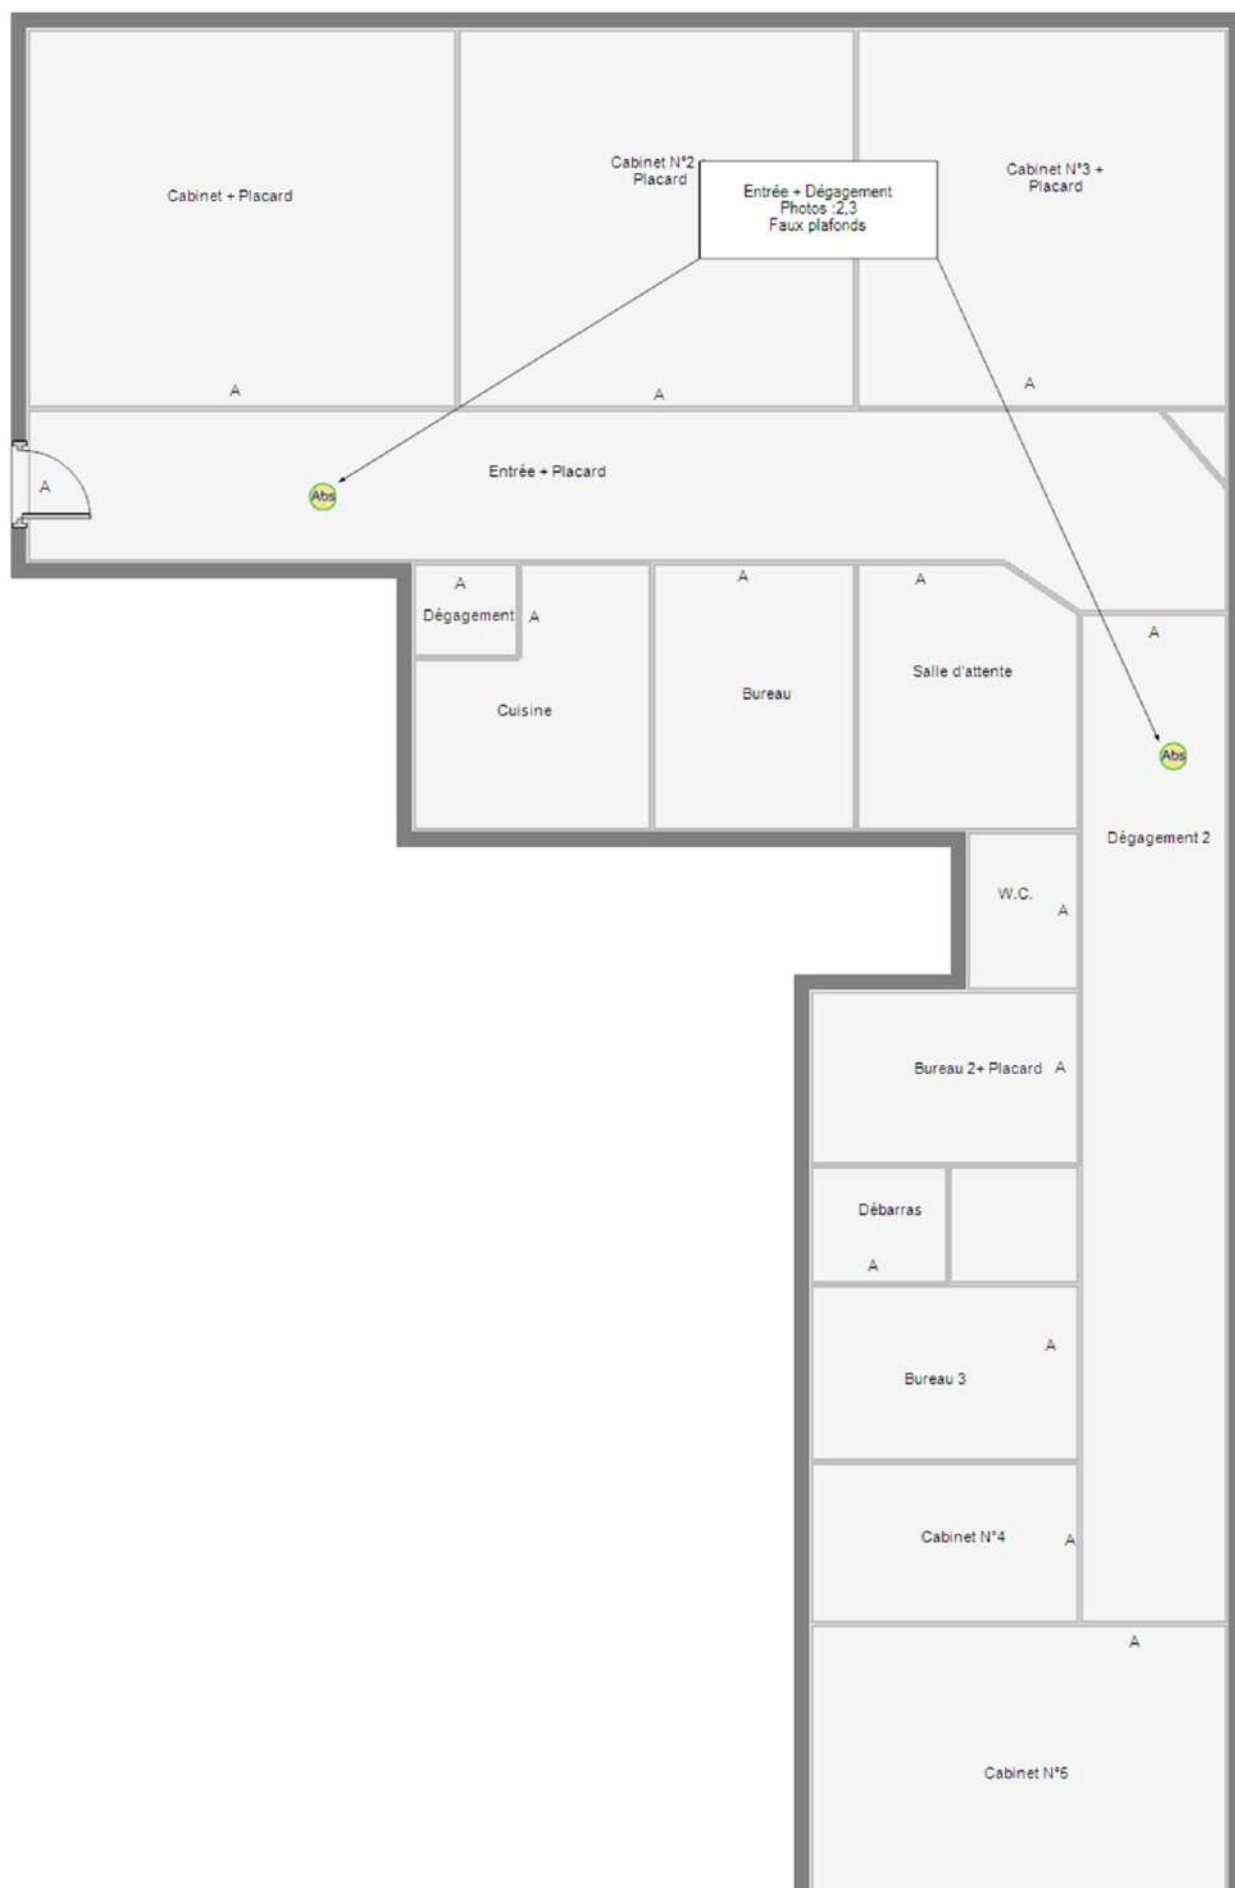 Cabinet + Placard
Cabinet N°2
Placard
Cabinet N°3 +
Placard
Entrée + Dégagement
Photos :2,3
Faux plafonds
A
A
A
Entrée + Placard
A
Abs
A
Dégagement
A
Cuisine
A
Bureau
A
Salle d'attente
A
Abs
Dégagement 2
W.C.
A
Bureau 2+ Placard
A
Débarras
A
A
Bureau 3
Cabinet N°4
A
A
Cabinet N°5